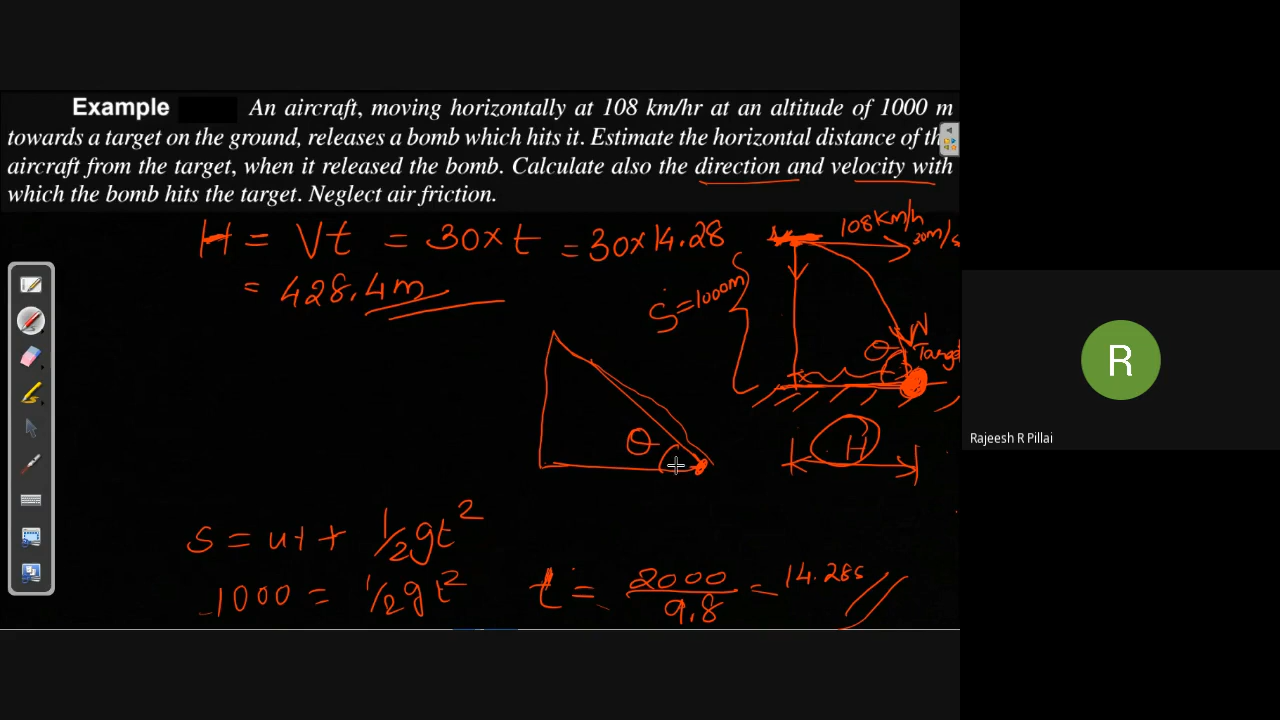 Example An aircraft, moving horizontally at 108 km/hr at an altitude of 1000 m
towards a target on the ground, releases a bomb which hits it. Estimate the horizontal distance of th
aircraft from the target, when it released the bomb. Calculate also the direction and velocity with
which the bomb hits the target. Neglect air friction.
H = Vt = 30×t = 30×14.28
= 428.4m
108 Km/h
30m/s
S=1000m
θ
Target
H
θ
S = ut + 1/2gt²
1000 = 1/2gt²
t = 2000/9.8 = 14.28s
R
Rajeesh R Pillai